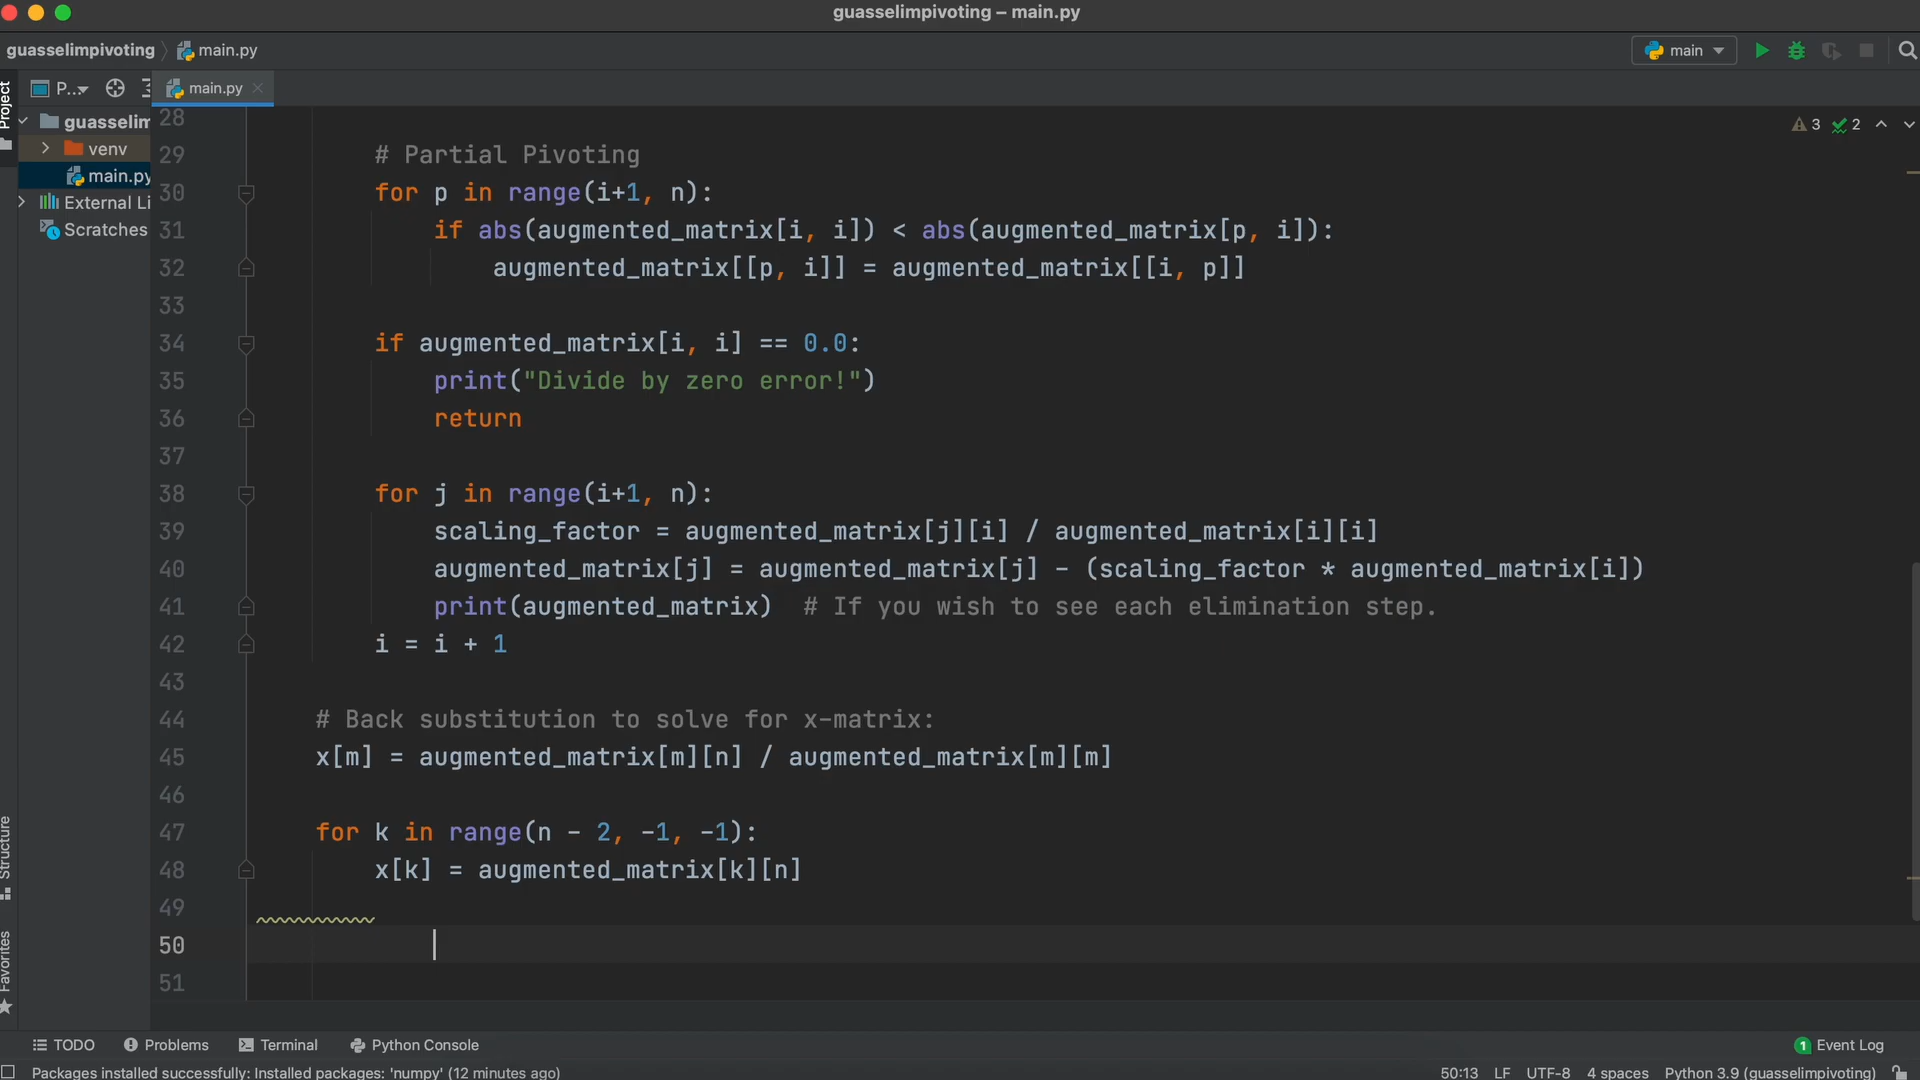 guasselimpivoting – main.py
guasselimpivoting
main.py
main
Project
P...
main.py
guasselim
venv
main.py
External Li
Scratches
3
2
28
29 # Partial Pivoting
30 for p in range(i+1, n):
31 if abs(augmented_matrix[i, i]) < abs(augmented_matrix[p, i]):
32 augmented_matrix[[p, i]] = augmented_matrix[[i, p]]
33
34 if augmented_matrix[i, i] == 0.0:
35 print("Divide by zero error!")
36 return
37
38 for j in range(i+1, n):
39 scaling_factor = augmented_matrix[j][i] / augmented_matrix[i][i]
40 augmented_matrix[j] = augmented_matrix[j] - (scaling_factor * augmented_matrix[i])
41 print(augmented_matrix)  # If you wish to see each elimination step.
42 i = i + 1
43
44 # Back substitution to solve for x-matrix:
45 x[m] = augmented_matrix[m][n] / augmented_matrix[m][m]
46
47 for k in range(n - 2, -1, -1):
48 x[k] = augmented_matrix[k][n]
49
50
51
Structure
Favorites
TODO
Problems
Terminal
Python Console
1 Event Log
Packages installed successfully: Installed packages: 'numpy' (12 minutes ago)
50:13 LF UTF-8 4 spaces Python 3.9 (guasselimpivoting)